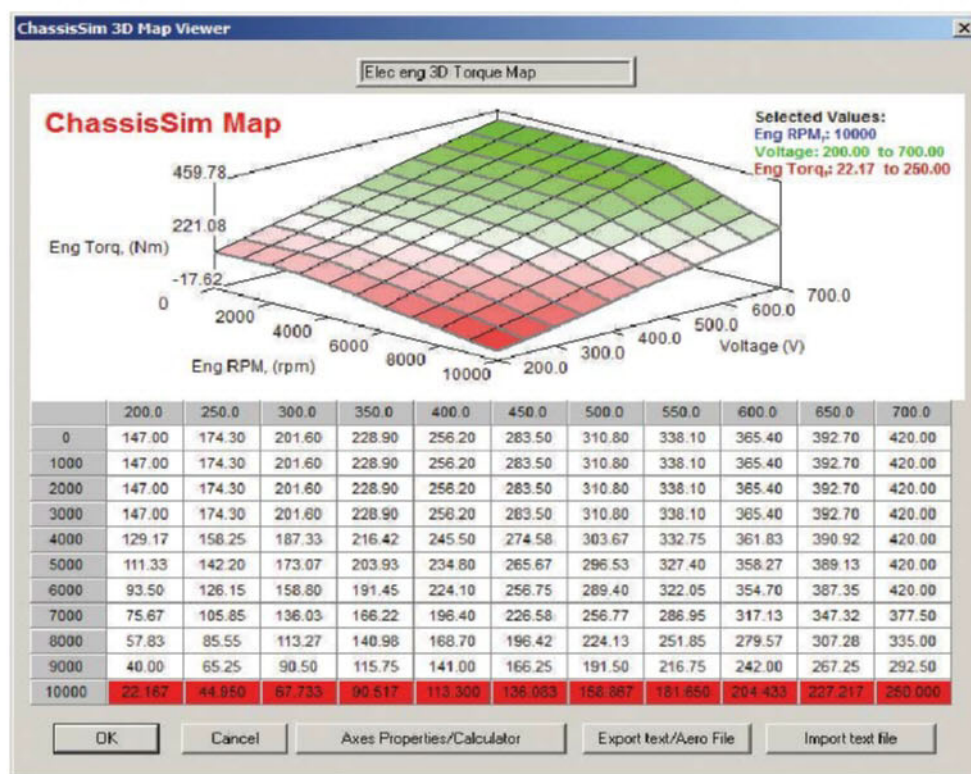 ChassisSim 3D Map Viewer
Elec eng 3D Torque Map
ChassisSim Map
Selected Values:
Eng RPM,: 10000
Voltage: 200.00 to 700.00
Eng Torq,: 22.17 to 250.00
459.78
221.08
Eng Torq, (Nm)
-17.62
0
2000
4000
6000
8000
10000
Eng RPM, (rpm)
200.0
300.0
400.0
500.0
600.0
700.0
Voltage (V)
200.0 250.0 300.0 350.0 400.0 450.0 500.0 550.0 600.0 650.0 700.0
0 147.00 174.30 201.60 228.90 256.20 283.50 310.80 338.10 365.40 392.70 420.00
1000 147.00 174.30 201.60 228.90 256.20 283.50 310.80 338.10 365.40 392.70 420.00
2000 147.00 174.30 201.60 228.90 256.20 283.50 310.80 338.10 365.40 392.70 420.00
3000 147.00 174.30 201.60 228.90 256.20 283.50 310.80 338.10 365.40 392.70 420.00
4000 129.17 158.25 187.33 216.42 245.50 274.58 303.67 332.75 361.83 390.92 420.00
5000 111.33 142.20 173.07 203.93 234.80 265.67 296.53 327.40 358.27 389.13 420.00
6000 93.50 126.15 158.80 191.45 224.10 256.75 289.40 322.05 354.70 387.35 420.00
7000 75.67 105.85 136.03 166.22 196.40 226.58 256.77 286.95 317.13 347.32 377.50
8000 57.83 85.55 113.27 140.98 168.70 196.42 224.13 251.85 279.57 307.28 335.00
9000 40.00 65.25 90.50 115.75 141.00 166.25 191.50 216.75 242.00 267.25 292.50
10000 22.167 44.950 67.733 90.517 113.300 136.083 158.867 181.650 204.433 227.217 250.000
OK Cancel Axes Properties/Calculator Export text/Aero File Import text file